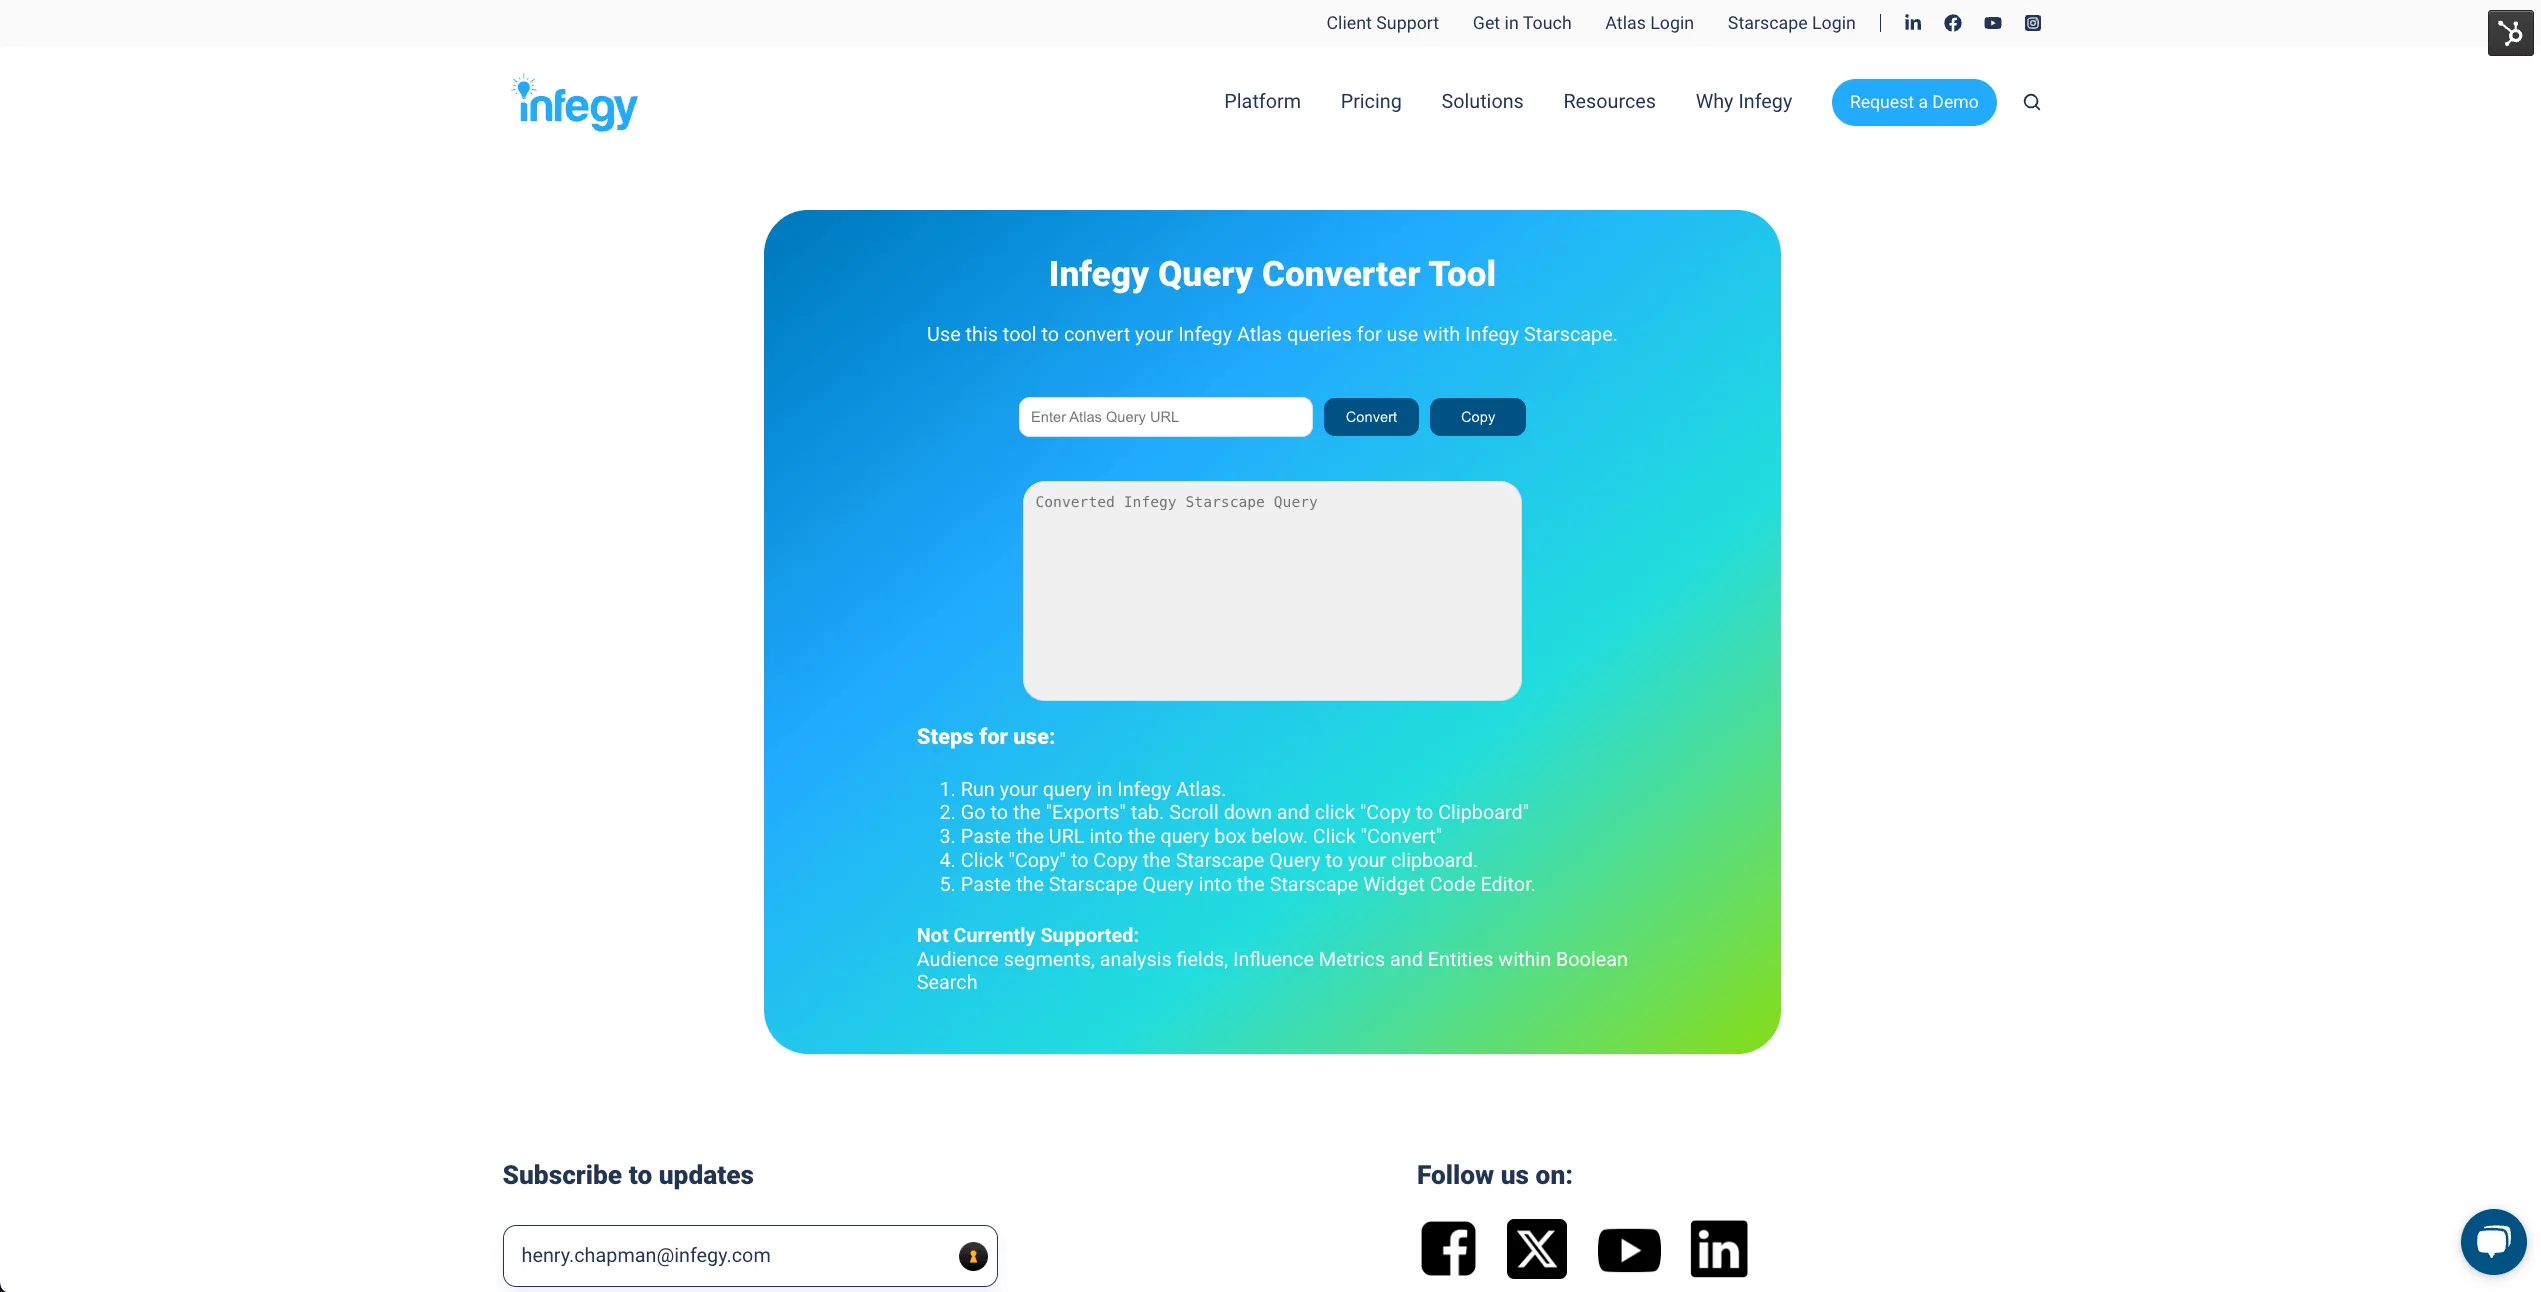 Client Support Get in Touch Atlas Login Starscape Login
infegy
Platform Pricing Solutions Resources Why Infegy Request a Demo
Infegy Query Converter Tool
Use this tool to convert your Infegy Atlas queries for use with Infegy Starscape.
Enter Atlas Query URL Convert Copy
Converted Infegy Starscape Query
Steps for use:
1. Run your query in Infegy Atlas.
2. Go to the "Exports" tab. Scroll down and click "Copy to Clipboard"
3. Paste the URL into the query box below. Click "Convert"
4. Click "Copy" to Copy the Starscape Query to your clipboard.
5. Paste the Starscape Query into the Starscape Widget Code Editor.
Not Currently Supported:
Audience segments, analysis fields, Influence Metrics and Entities within Boolean
Search
Subscribe to updates
Follow us on:
henry.chapman@infegy.com